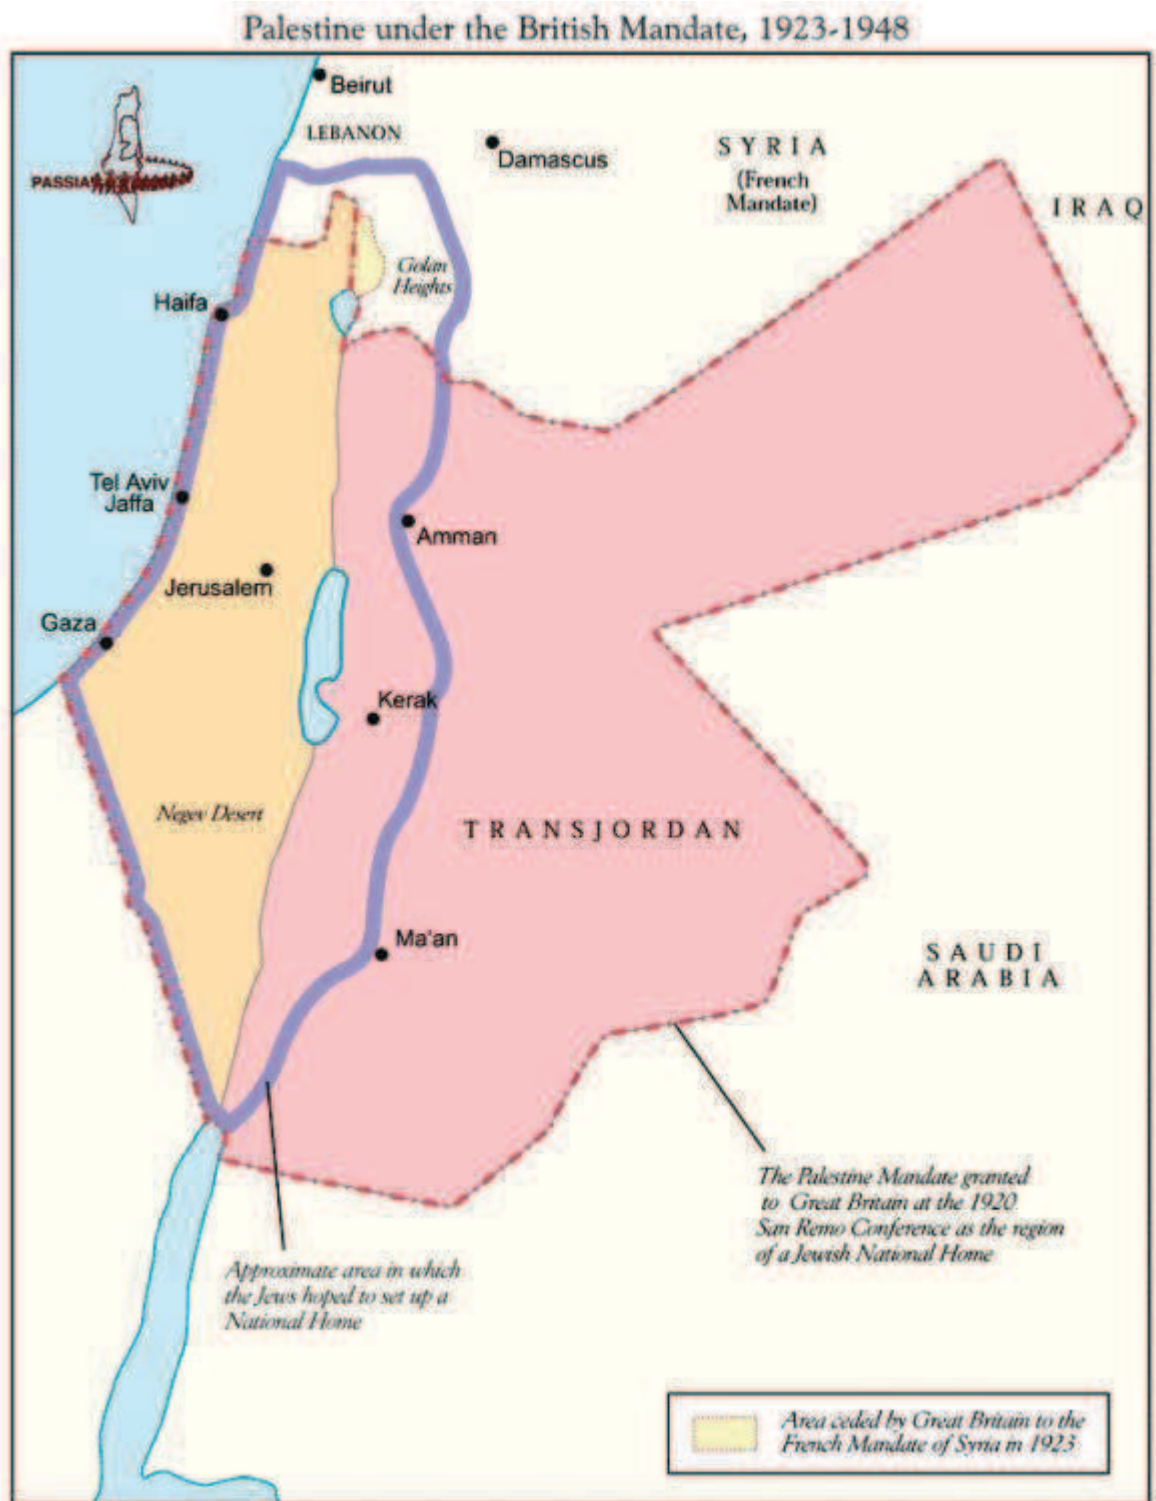 Palestine under the British Mandate, 1923-1948
Beirut
LEBANON
Damascus
SYRIA
(French
Mandate)
IRAQ
PASSIA
Golan
Heights
Haifa
Tel Aviv
Jaffa
Amman
Jerusalem
Gaza
Kerak
Negev Desert
TRANSJORDAN
Ma'an
SAUDI
ARABIA
The Palestine Mandate granted
to Great Britain at the 1920
San Remo Conference as the region
of a Jewish National Home
Approximate area in which
the Jews hoped to set up a
National Home
Area ceded by Great Britain to the
French Mandate of Syria in 1923